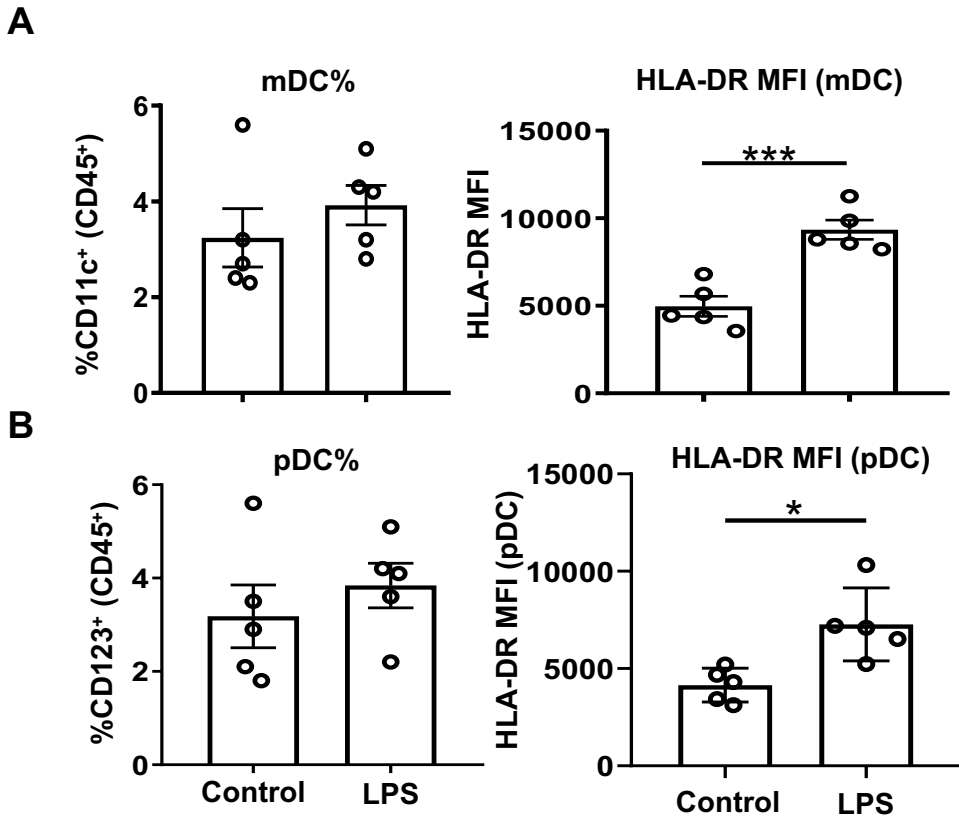 A
mDC%
%CD11c⁺ (CD45⁺)
6
4
2
0
HLA-DR MFI (mDC)
HLA-DR MFI
15000
10000
5000
0
***
B
pDC%
%CD123⁺ (CD45⁺)
6
4
2
0
Control
LPS
HLA-DR MFI (pDC)
HLA-DR MFI (pDC)
15000
10000
5000
0
*
Control
LPS